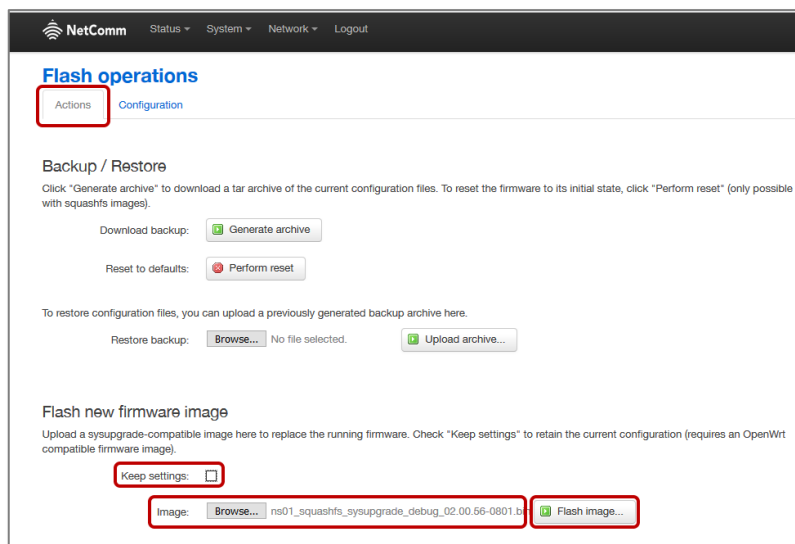 NetComm Status System Network Logout
Flash operations
Actions Configuration
Backup / Restore
Click "Generate archive" to download a tar archive of the current configuration files. To reset the firmware to its initial state, click "Perform reset" (only possible
with squashfs images).
Download backup: Generate archive
Reset to defaults: Perform reset
To restore configuration files, you can upload a previously generated backup archive here.
Restore backup: Browse... No file selected. Upload archive...
Flash new firmware image
Upload a sysupgrade-compatible image here to replace the running firmware. Check "Keep settings" to retain the current configuration (requires an OpenWrt
compatible firmware image).
Keep settings:
Image: Browse... ns01_squashfs_sysupgrade_debug_02.00.56-0801.bin Flash image...